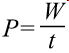 P = W/t